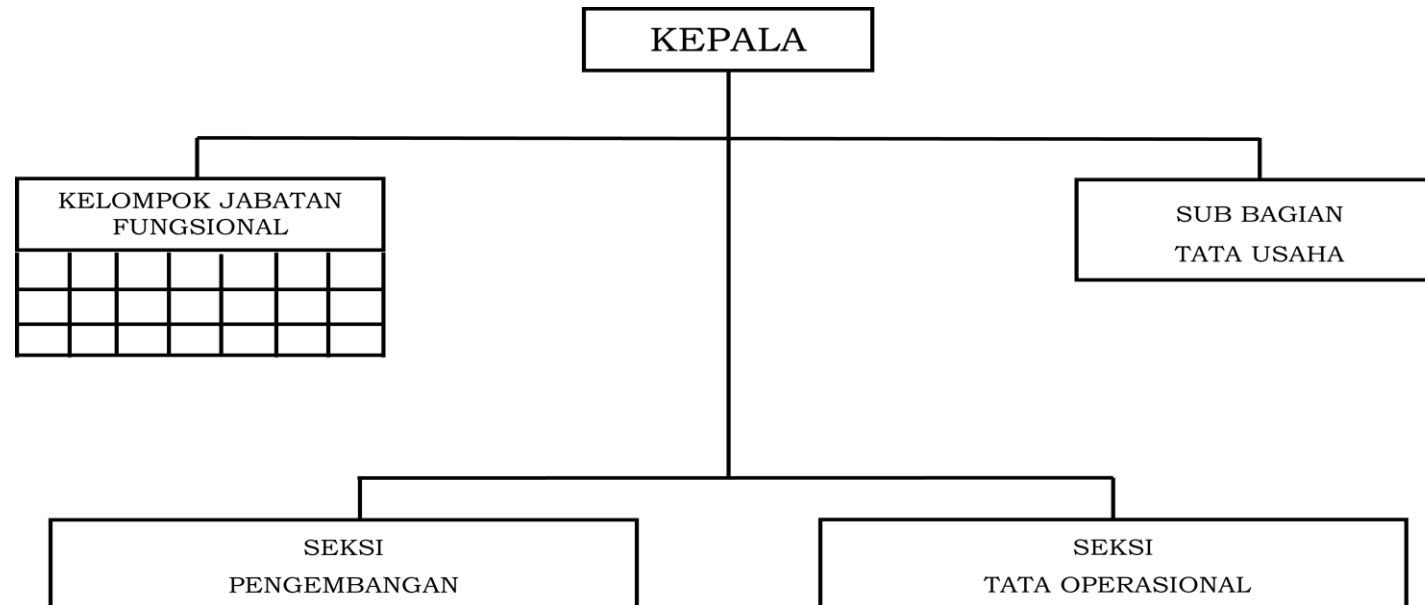 KEPALA
KELOMPOK JABATAN
FUNGSIONAL
SUB BAGIAN
TATA USAHA
SEKSI
PENGEMBANGAN
SEKSI
TATA OPERASIONAL